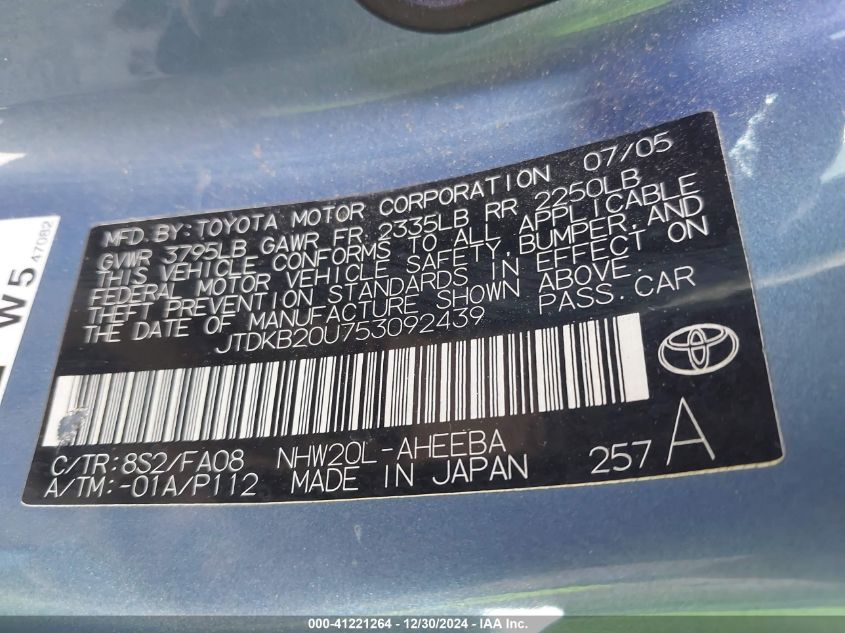 MFD. BY: TOYOTA MOTOR CORPORATION 07/05
GVWR 3795LB GAWR FR 2335LB RR 2250LB
THIS VEHICLE CONFORMS TO ALL APPLICABLE
FEDERAL MOTOR VEHICLE SAFETY, BUMPER, AND
THEFT PREVENTION STANDARDS IN EFFECT ON
THE DATE OF MANUFACTURE SHOWN ABOVE.
JTDKB20U753092439 PASS. CAR
C/TR: 8S2/FA08 NHW20L-AHEEBA
A/TM: -01A/P112 MADE IN JAPAN 257 A
W5
47082
000-41221264 - 12/30/2024 - IAA Inc.